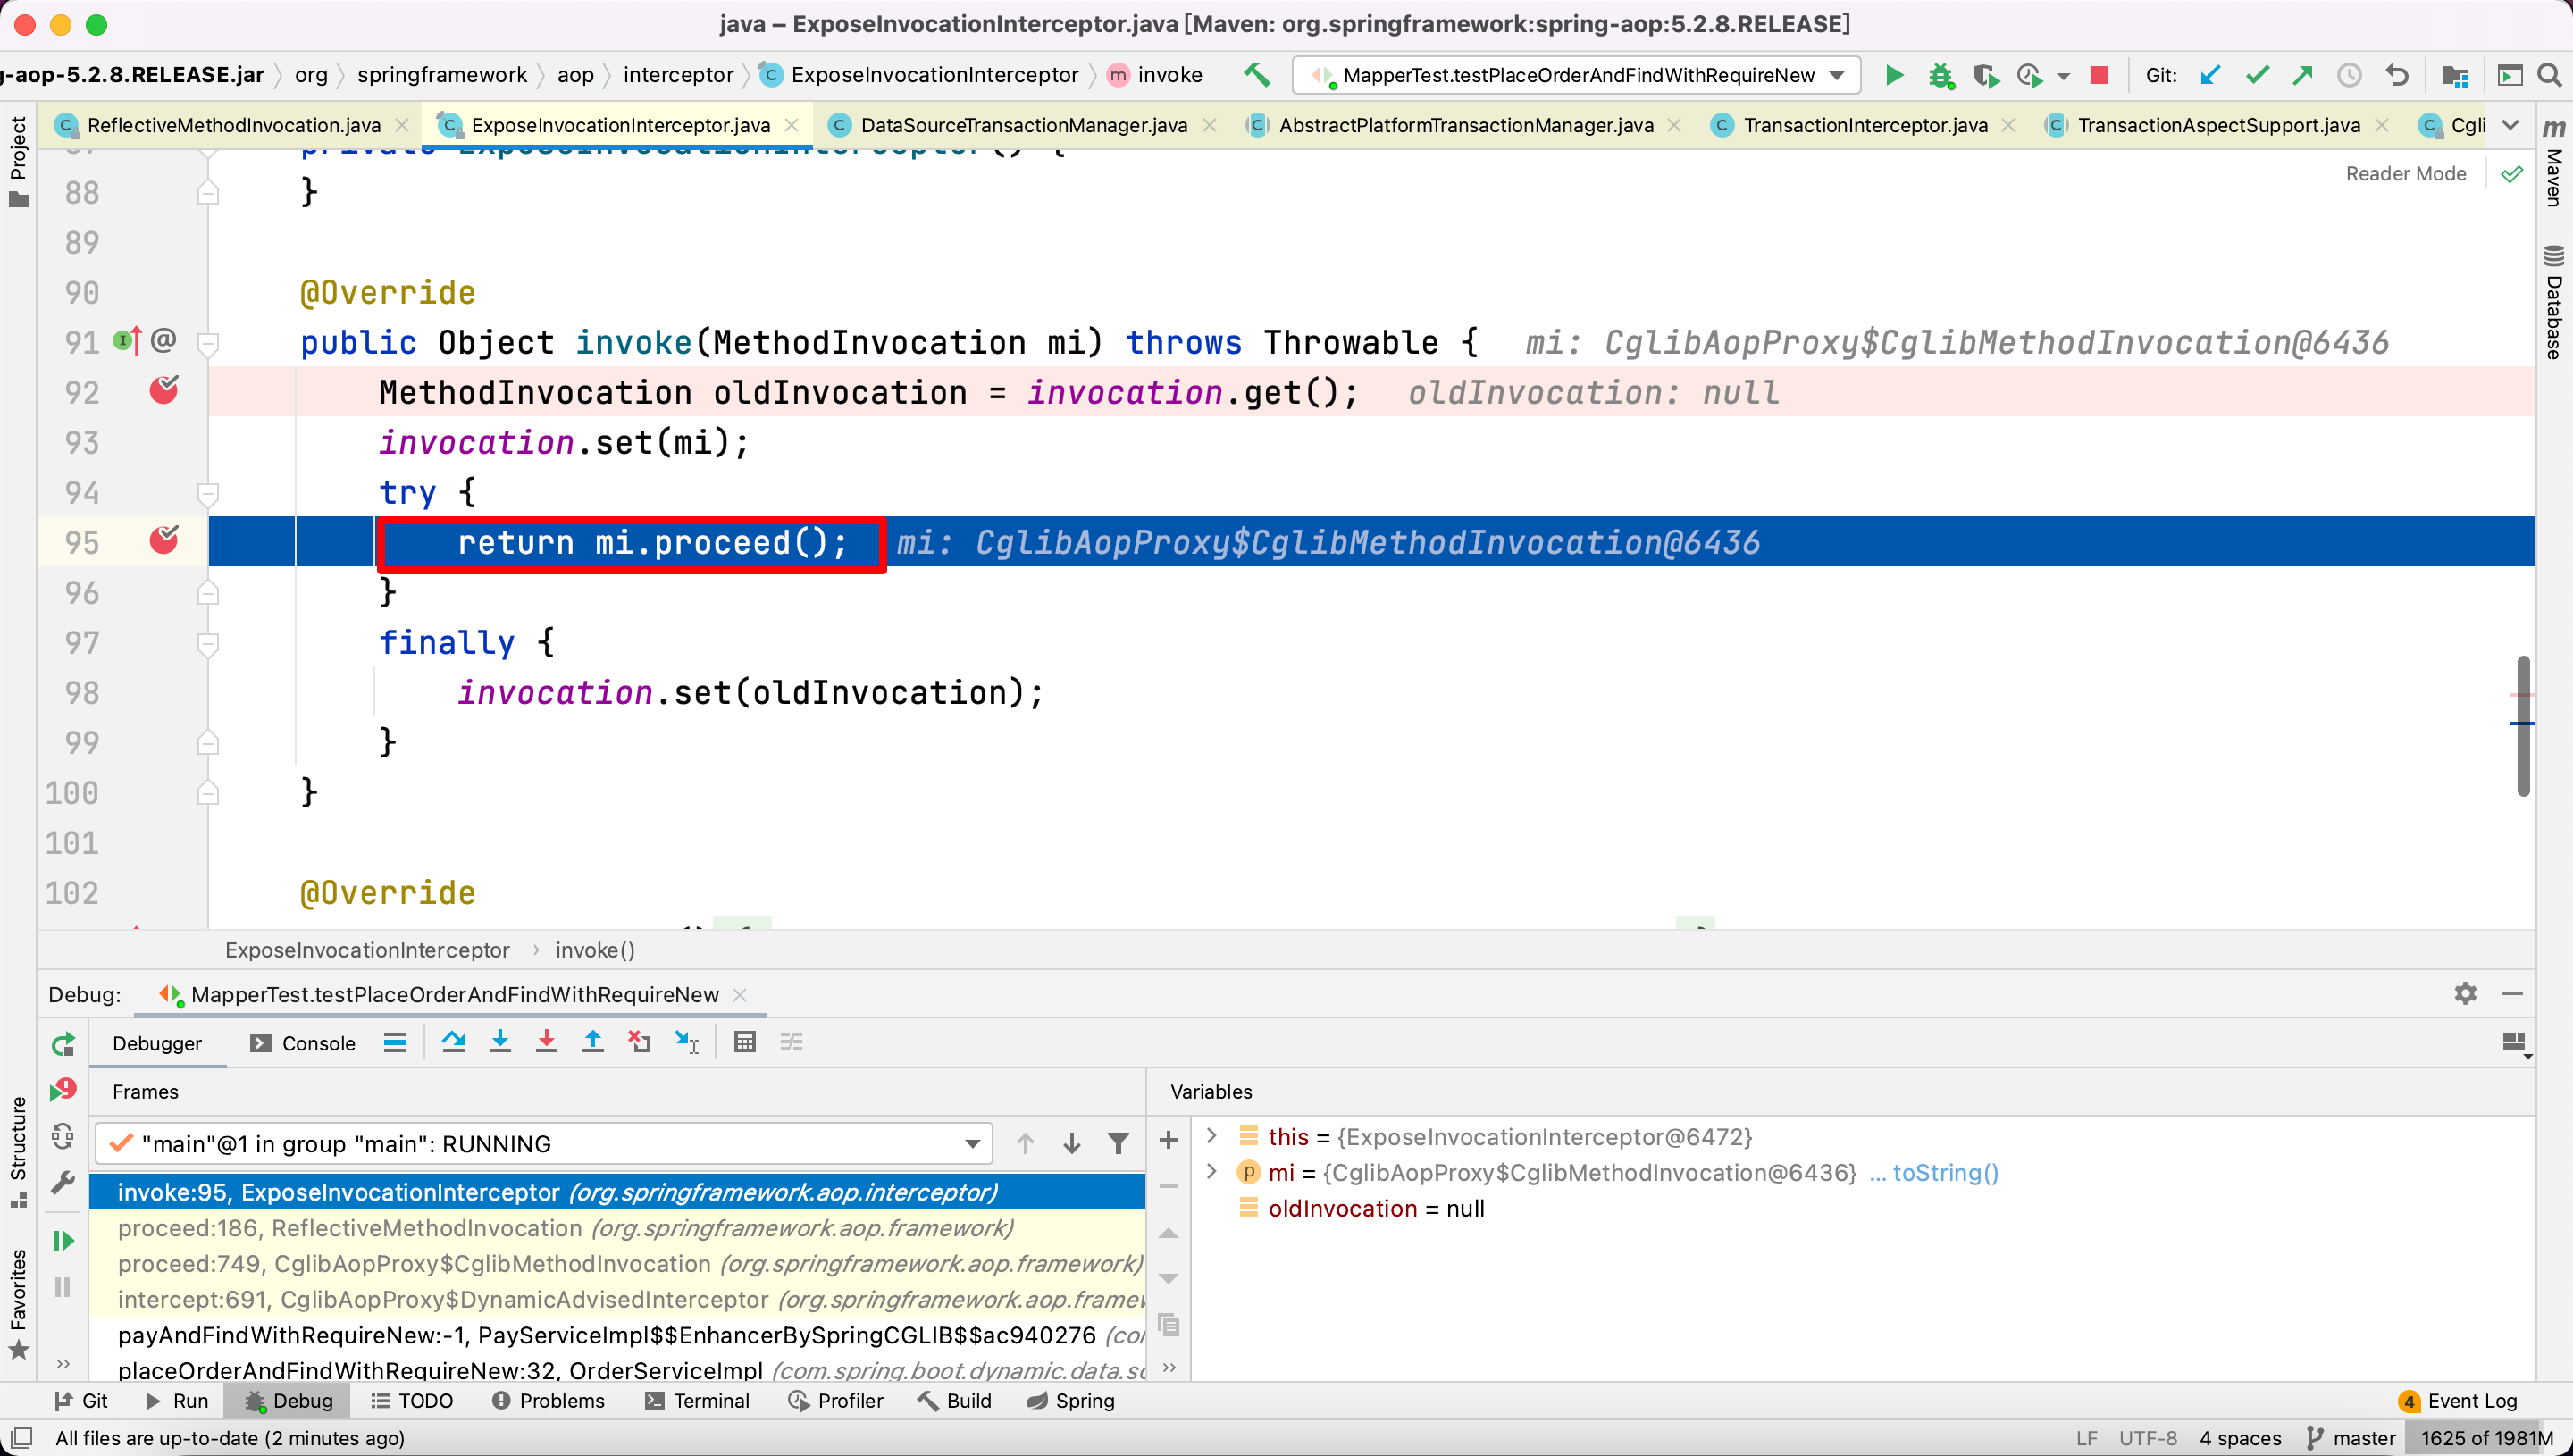 java – ExposeInvocationInterceptor.java [Maven: org.springframework:spring-aop:5.2.8.RELEASE]
g-aop-5.2.8.RELEASE.jar org springframework aop interceptor ExposeInvocationInterceptor invoke MapperTest.testPlaceOrderAndFindWithRequireNew Git:
ReflectiveMethodInvocation.java ExposeInvocationInterceptor.java DataSourceTransactionManager.java AbstractPlatformTransactionManager.java TransactionInterceptor.java TransactionAspectSupport.java Cgli
Project
Maven
Database
Reader Mode
87 private ExposeInvocationInterceptor() {
88 }
89
90 @Override
91 public Object invoke(MethodInvocation mi) throws Throwable { mi: CglibAopProxy$CglibMethodInvocation@6436
92 MethodInvocation oldInvocation = invocation.get(); oldInvocation: null
93 invocation.set(mi);
94 try {
95 return mi.proceed(); mi: CglibAopProxy$CglibMethodInvocation@6436
96 }
97 finally {
98 invocation.set(oldInvocation);
99 }
100 }
101
102 @Override
ExposeInvocationInterceptor › invoke()
Debug: MapperTest.testPlaceOrderAndFindWithRequireNew
Debugger Console
Frames
Variables
"main"@1 in group "main": RUNNING
invoke:95, ExposeInvocationInterceptor (org.springframework.aop.interceptor)
proceed:186, ReflectiveMethodInvocation (org.springframework.aop.framework)
proceed:749, CglibAopProxy$CglibMethodInvocation (org.springframework.aop.framework)
intercept:691, CglibAopProxy$DynamicAdvisedInterceptor (org.springframework.aop.framew
payAndFindWithRequireNew:-1, PayServiceImpl$$EnhancerBySpringCGLIB$$ac940276 (co
placeOrderAndFindWithRequireNew:32, OrderServiceImpl (com.spring.boot.dynamic.data.so
this = {ExposeInvocationInterceptor@6472}
mi = {CglibAopProxy$CglibMethodInvocation@6436} ... toString()
oldInvocation = null
Structure
Favorites
Git Run Debug TODO Problems Terminal Profiler Build Spring 4 Event Log
All files are up-to-date (2 minutes ago) LF UTF-8 4 spaces master 1625 of 1981M